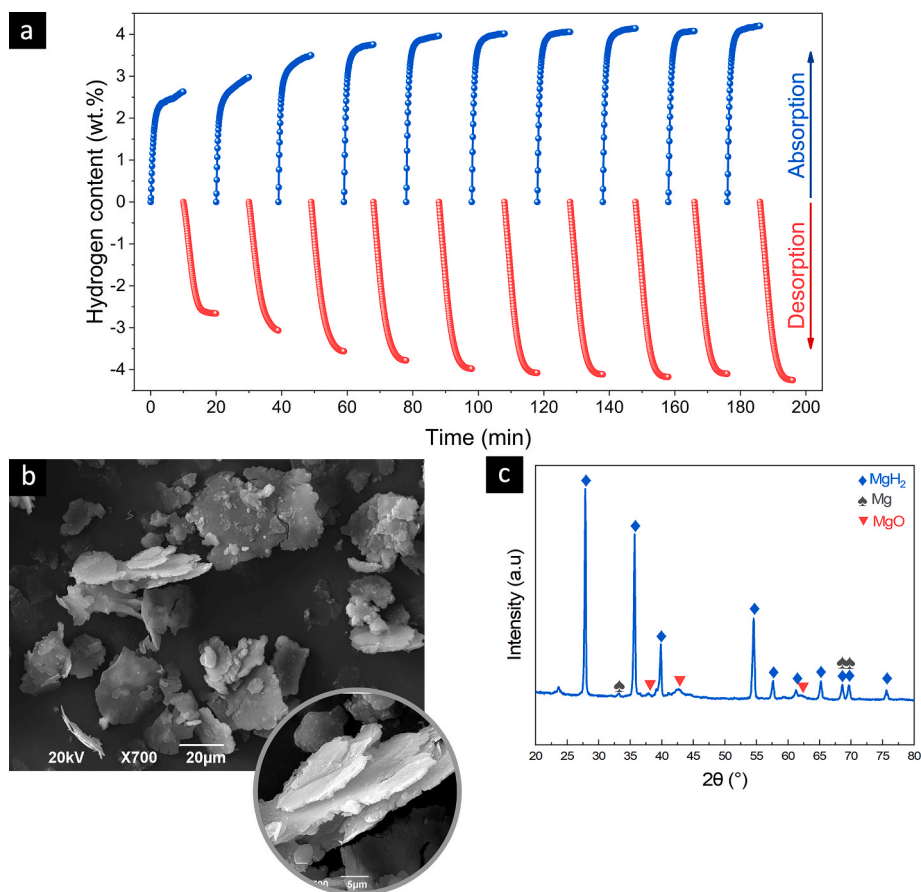 a
Hydrogen content (wt.%)
4
3
2
1
0
-1
-2
-3
-4
Absorption
Desorption
0 20 40 60 80 100 120 140 160 180 200
Time (min)
b
20kV X700 20μm
5μm
c
MgH₂
Mg
MgO
Intensity (a.u)
20 25 30 35 40 45 50 55 60 65 70 75 80
2θ (°)